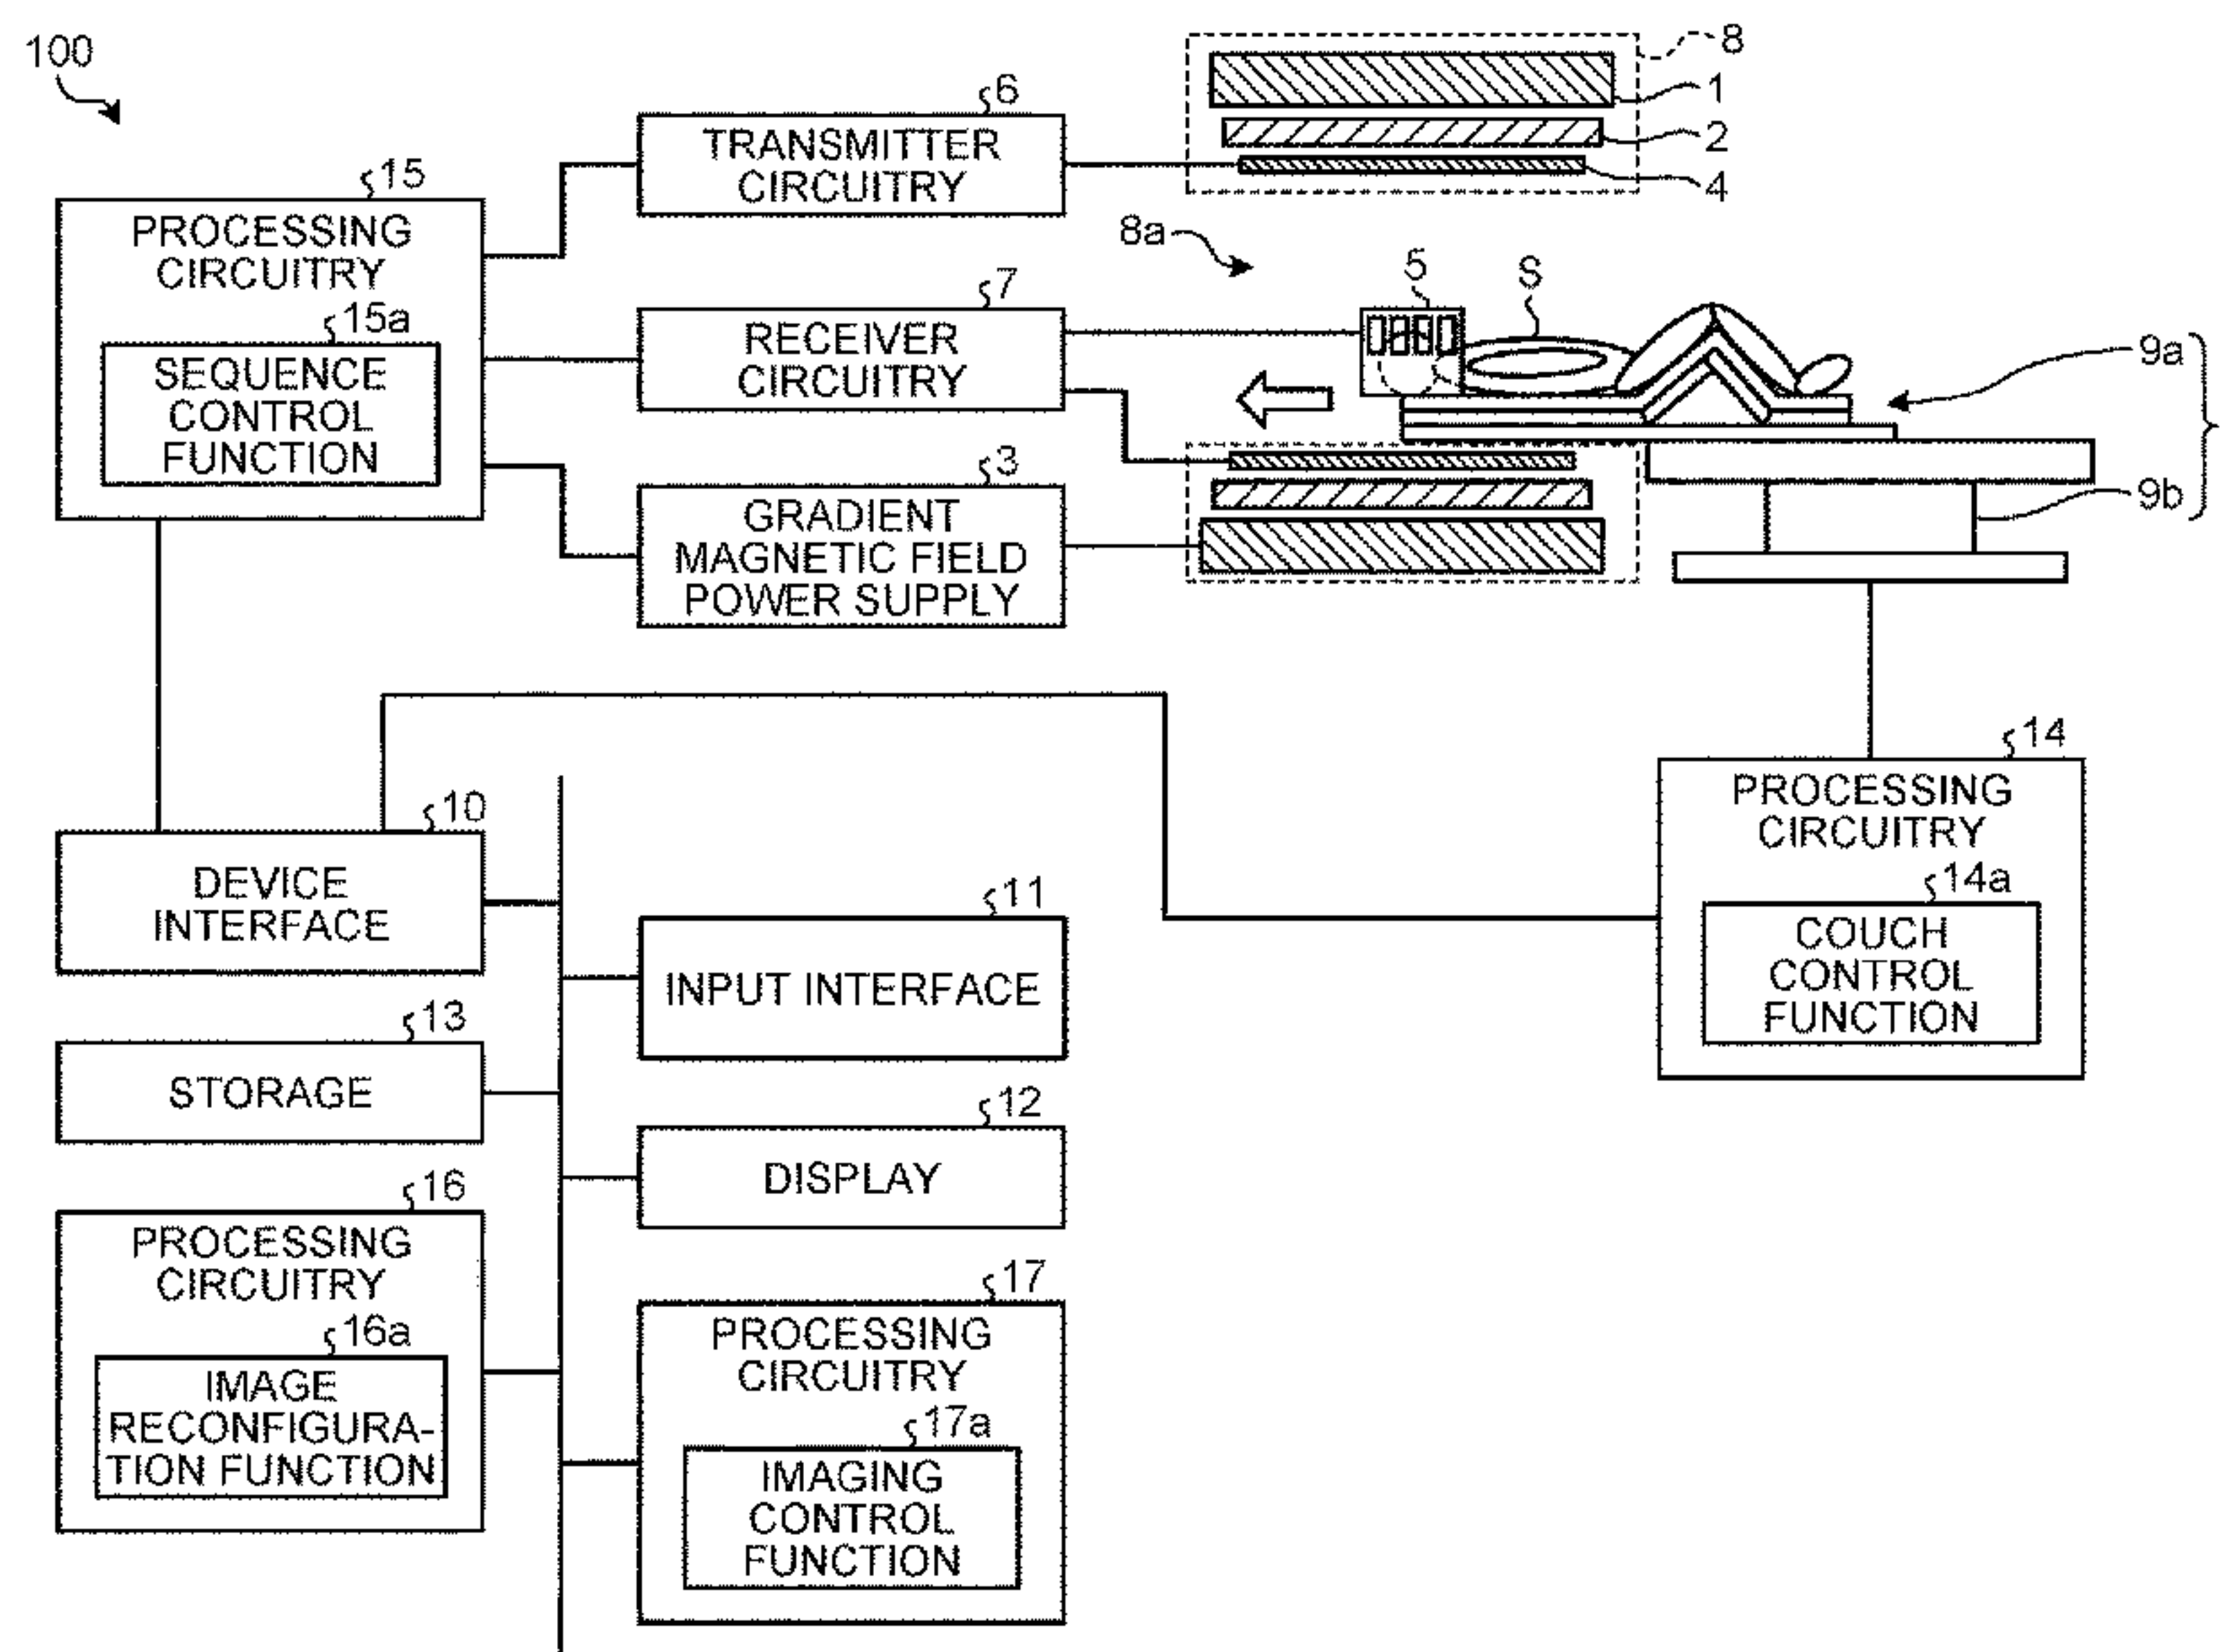 100
8
1
2
4
6
TRANSMITTER
CIRCUITRY
15
PROCESSING
CIRCUITRY
15a
SEQUENCE
CONTROL
FUNCTION
8a
5
S
7
RECEIVER
CIRCUITRY
9a
9b
3
GRADIENT
MAGNETIC FIELD
POWER SUPPLY
14
PROCESSING
CIRCUITRY
14a
COUCH
CONTROL
FUNCTION
10
DEVICE
INTERFACE
11
INPUT INTERFACE
13
STORAGE
12
DISPLAY
16
PROCESSING
CIRCUITRY
16a
IMAGE
RECONFIGURA-
TION FUNCTION
17
PROCESSING
CIRCUITRY
17a
IMAGING
CONTROL
FUNCTION